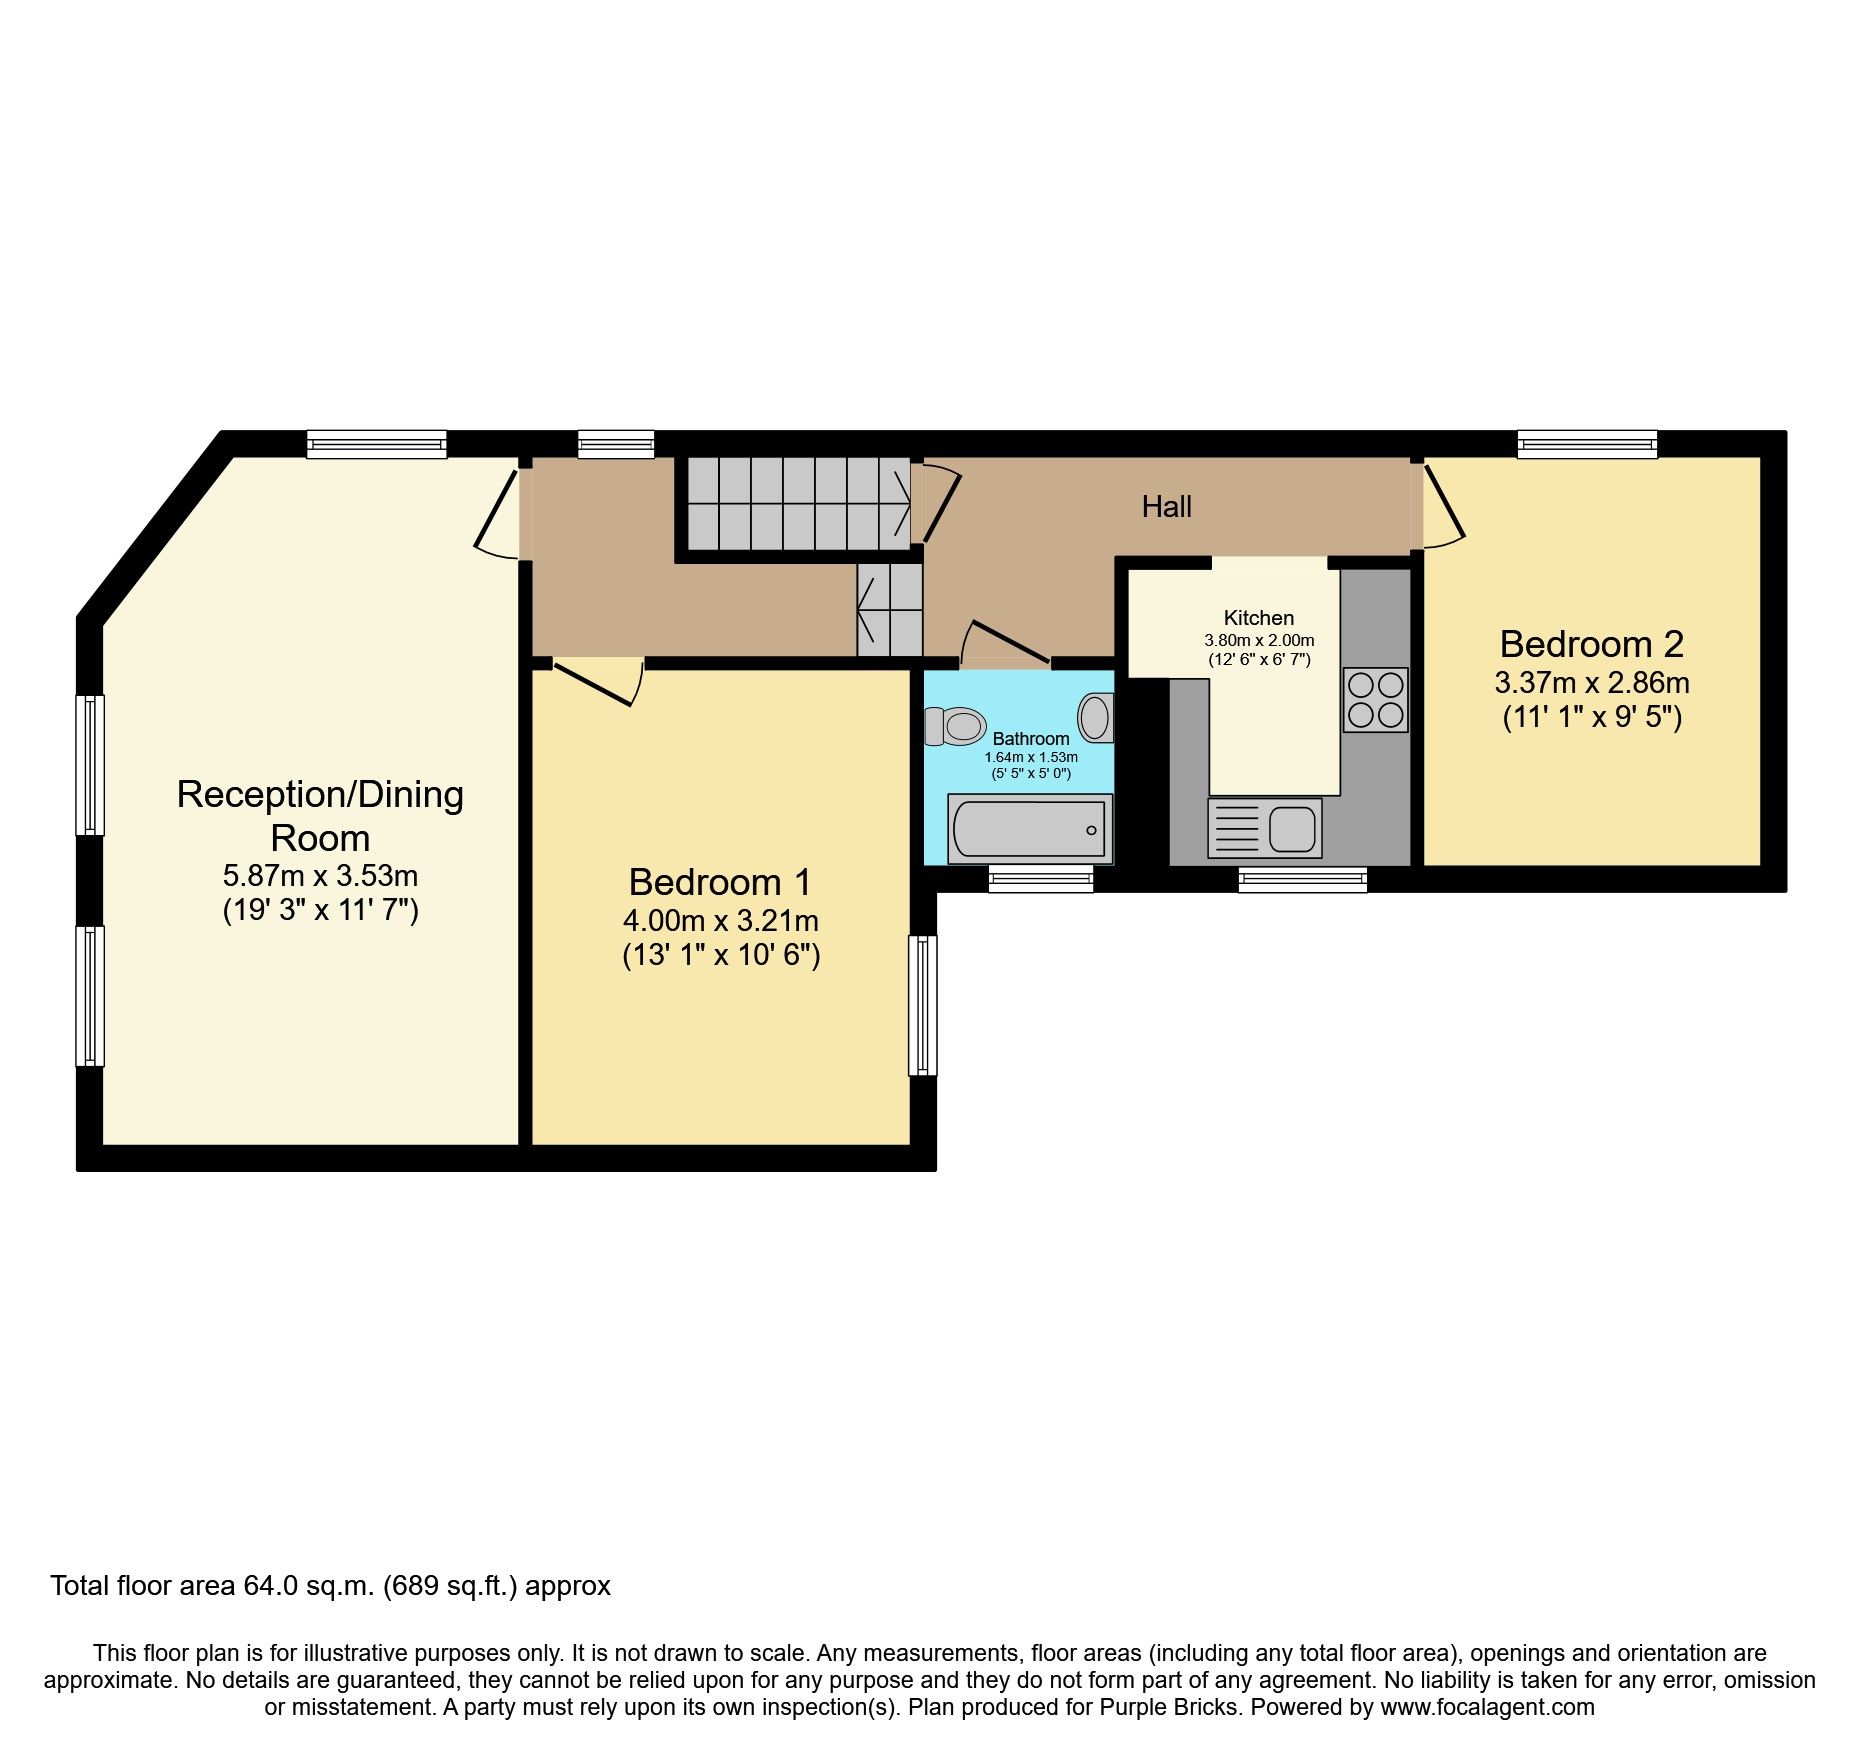 Hall
Kitchen
3.80m x 2.00m
(12' 6" x 6' 7")
Bedroom 2
3.37m x 2.86m
(11' 1" x 9' 5")
Bathroom
1.64m x 1.53m
(5' 5" x 5' 0")
Reception/Dining
Room
5.87m x 3.53m
(19' 3" x 11' 7")
Bedroom 1
4.00m x 3.21m
(13' 1" x 10' 6")
Total floor area 64.0 sq.m. (689 sq.ft.) approx
This floor plan is for illustrative purposes only. It is not drawn to scale. Any measurements, floor areas (including any total floor area), openings and orientation are
approximate. No details are guaranteed, they cannot be relied upon for any purpose and they do not form part of any agreement. No liability is taken for any error, omission
or misstatement. A party must rely upon its own inspection(s). Plan produced for Purple Bricks. Powered by www.focalagent.com